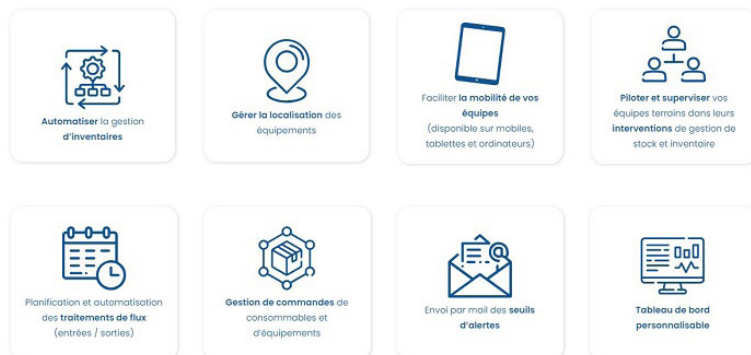 Automatiser la gestion
d'inventaires
Gérer la localisation des
équipements
Faciliter la mobilité de vos
équipes
(disponible sur mobiles,
tablettes et ordinateurs)
Piloter et superviser vos
équipes terrains dans leurs
interventions de gestion de
stock et inventaire
Planification et automatisation
des traitements de flux
(entrées / sorties)
Gestion de commandes de
consommables et
d'équipements
Envoi par mail des seuils
d'alertes
Tableau de bord
personnalisable